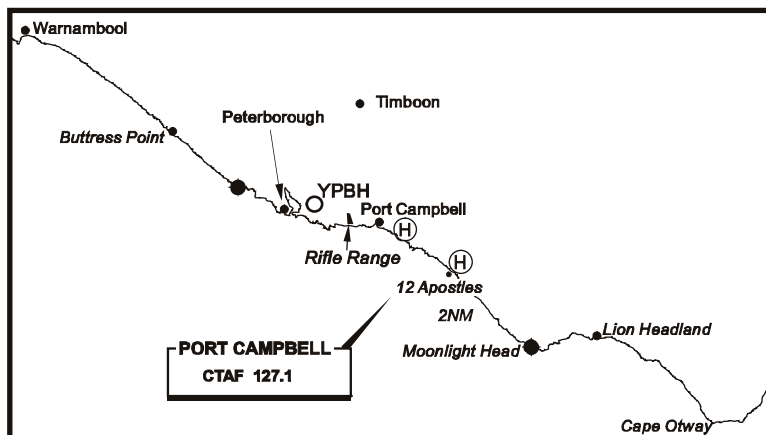 Warnambool
Timboon
Peterborough
Buttress Point
YPBH
Port Campbell
H
Rifle Range
H
12 Apostles
2NM
Lion Headland
PORT CAMPBELL
Moonlight Head
CTAF 127.1
Cape Otway